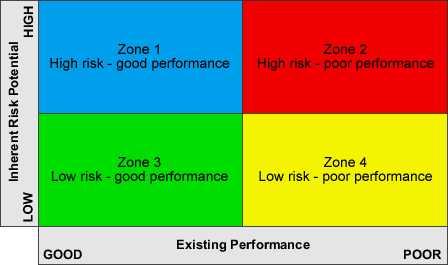 HIGH
Inherent Risk Potential
LOW
Zone 1
High risk - good performance
Zone 2
High risk - poor performance
Zone 3
Low risk - good performance
Zone 4
Low risk - poor performance
GOOD
Existing Performance
POOR